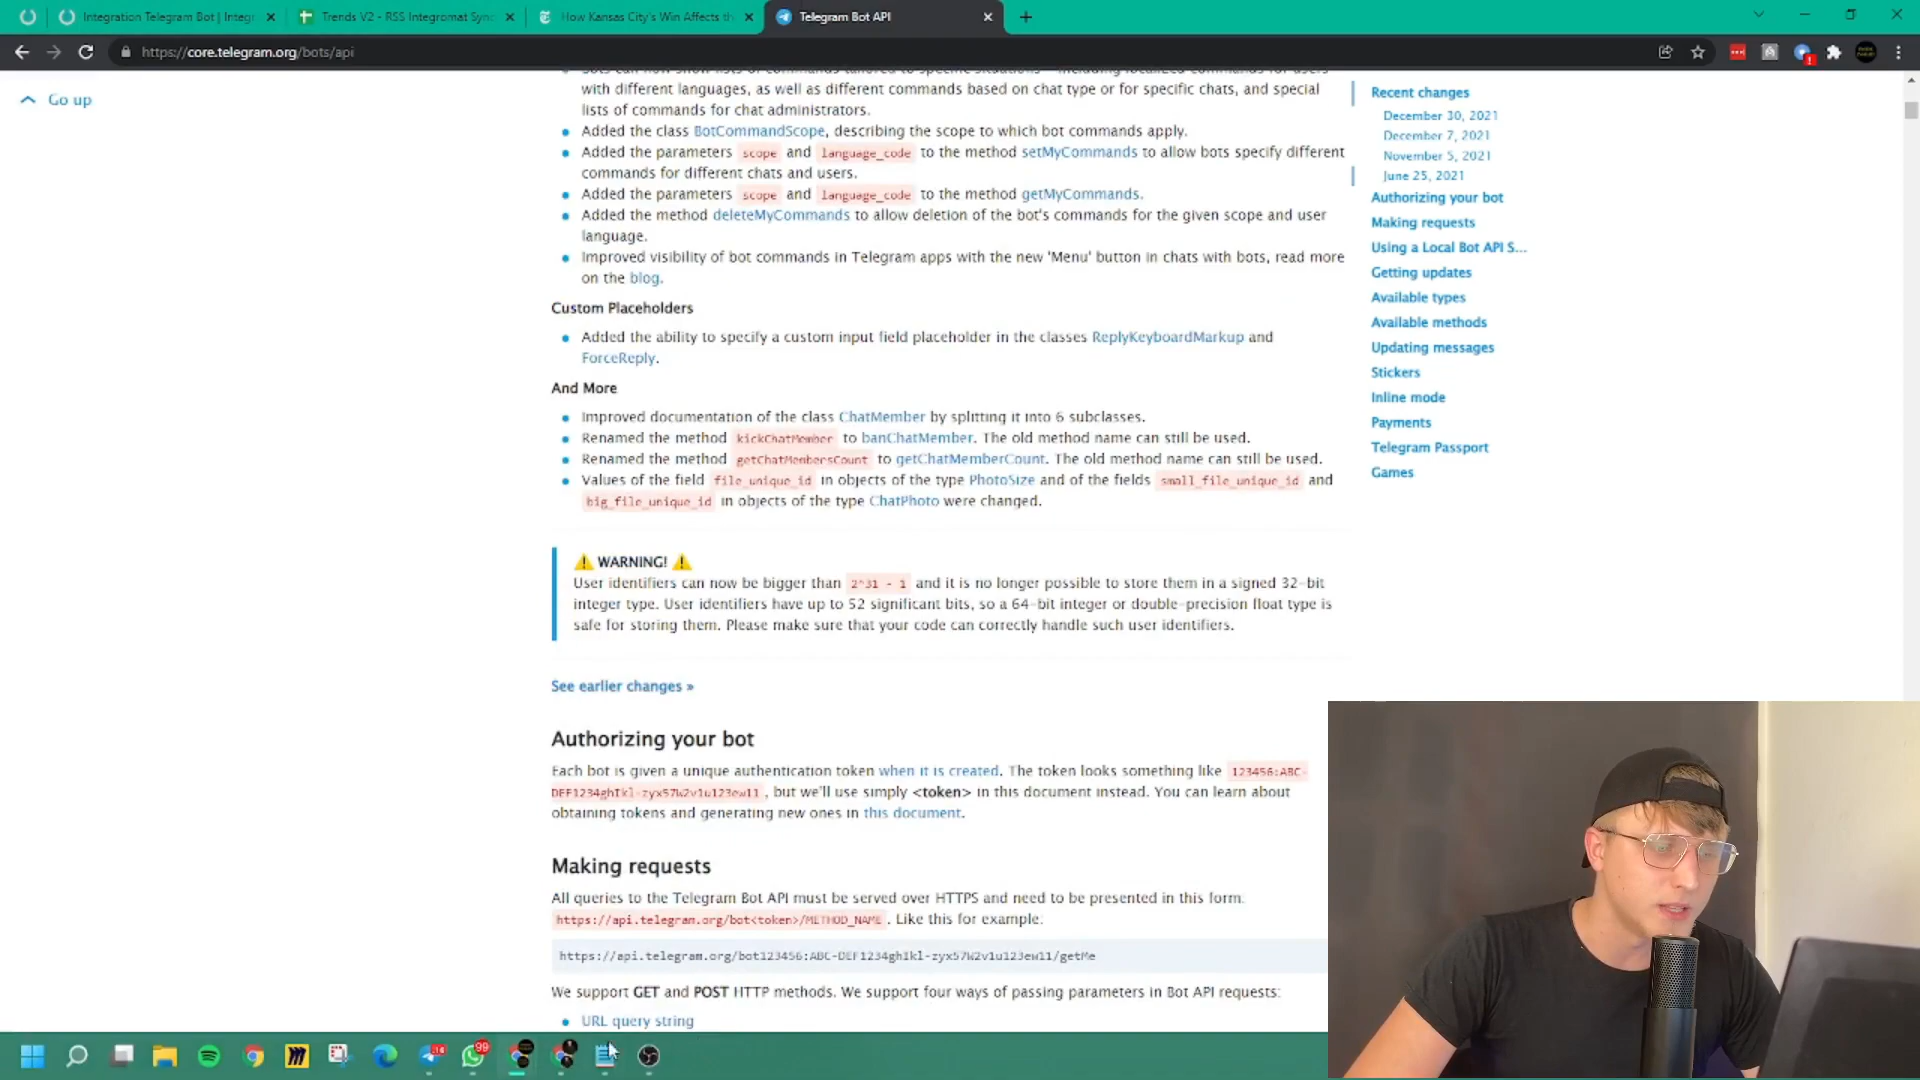 Integration Telegram Bot | Integr
Trends V2 - RSS Integromat Sync
How Kansas City's Win Affects th
Telegram Bot API
https://core.telegram.org/bots/api
Go up
Bots can now show lists of commands tailored to specific situations - including localized commands for users
with different languages, as well as different commands based on chat type or for specific chats, and special
lists of commands for chat administrators.
Added the class BotCommandScope, describing the scope to which bot commands apply.
Added the parameters scope and language_code to the method setMyCommands to allow bots specify different
commands for different chats and users.
Added the parameters scope and language_code to the method getMyCommands.
Added the method deleteMyCommands to allow deletion of the bot's commands for the given scope and user
language.
Improved visibility of bot commands in Telegram apps with the new 'Menu' button in chats with bots, read more
on the blog.
Custom Placeholders
Added the ability to specify a custom input field placeholder in the classes ReplyKeyboardMarkup and
ForceReply.
And More
Improved documentation of the class ChatMember by splitting it into 6 subclasses.
Renamed the method kickChatMember to banChatMember. The old method name can still be used.
Renamed the method getChatMembersCount to getChatMemberCount. The old method name can still be used.
Values of the field file_unique_id in objects of the type PhotoSize and of the fields small_file_unique_id and
big_file_unique_id in objects of the type ChatPhoto were changed.
⚠️ WARNING! ⚠️
User identifiers can now be bigger than 2^31 - 1 and it is no longer possible to store them in a signed 32-bit
integer type. User identifiers have up to 52 significant bits, so a 64-bit integer or double-precision float type is
safe for storing them. Please make sure that your code can correctly handle such user identifiers.
See earlier changes »
Authorizing your bot
Each bot is given a unique authentication token when it is created. The token looks something like 123456:ABC-
DEF1234ghIkl-zyx57W2v1u123ew11, but we'll use simply <token> in this document instead. You can learn about
obtaining tokens and generating new ones in this document.
Making requests
All queries to the Telegram Bot API must be served over HTTPS and need to be presented in this form:
https://api.telegram.org/bot<token>/METHOD_NAME. Like this for example:
https://api.telegram.org/bot123456:ABC-DEF1234ghIkl-zyx57W2v1u123ew11/getMe
We support GET and POST HTTP methods. We support four ways of passing parameters in Bot API requests:
URL query string
Recent changes
December 30, 2021
December 7, 2021
November 5, 2021
June 25, 2021
Authorizing your bot
Making requests
Using a Local Bot API S...
Getting updates
Available types
Available methods
Updating messages
Stickers
Inline mode
Payments
Telegram Passport
Games
99